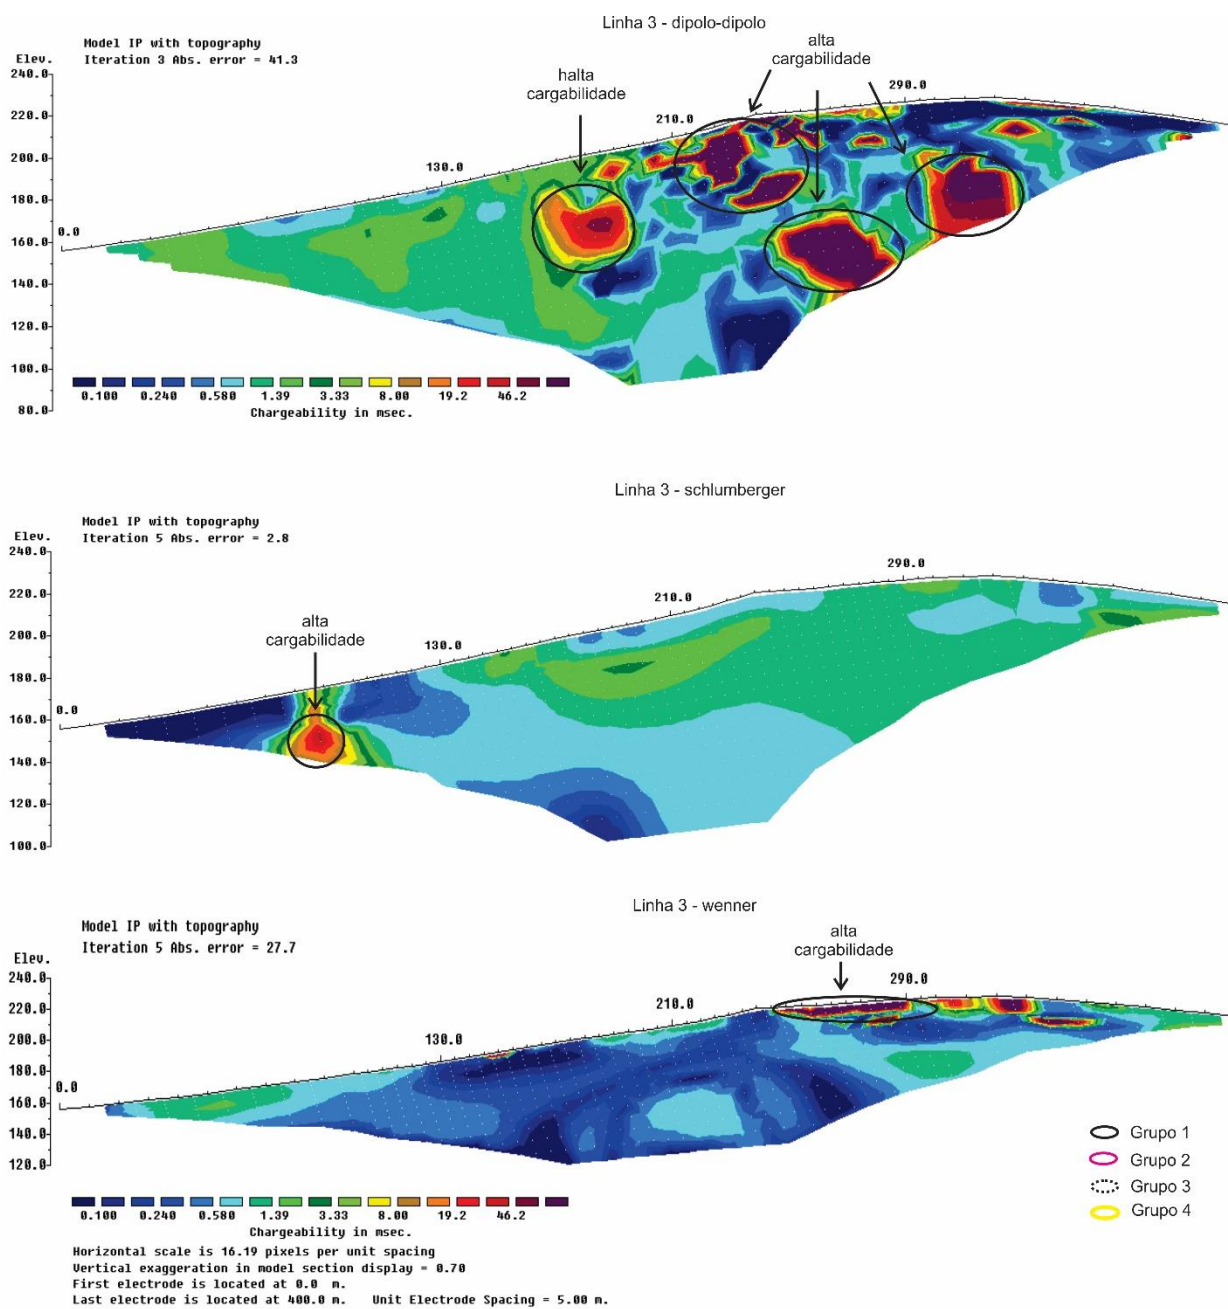 Linha 3 - dipolo-dipolo
Model IP with topography
Iteration 3 Abs. error = 41.3
Elev.
240.0
220.0
200.0
180.0
160.0
140.0
120.0
100.0
80.0
halta
cargabilidade
alta
cargabilidade
0.0
130.0
210.0
290.0
0.100 0.240 0.580 1.39 3.33 8.00 19.2 46.2
Chargeability in msec.
Linha 3 - schlumberger
Model IP with topography
Iteration 5 Abs. error = 2.8
Elev.
240.0
220.0
200.0
180.0
160.0
140.0
120.0
100.0
alta
cargabilidade
0.0
130.0
210.0
290.0
Linha 3 - wenner
Model IP with topography
Iteration 5 Abs. error = 27.7
Elev.
240.0
220.0
200.0
180.0
160.0
140.0
120.0
alta
cargabilidade
0.0
130.0
210.0
290.0
Grupo 1
Grupo 2
Grupo 3
Grupo 4
0.100 0.240 0.580 1.39 3.33 8.00 19.2 46.2
Chargeability in msec.
Horizontal scale is 16.19 pixels per unit spacing
Vertical exaggeration in model section display = 0.70
First electrode is located at 0.0 m.
Last electrode is located at 400.0 m. Unit Electrode Spacing = 5.00 m.